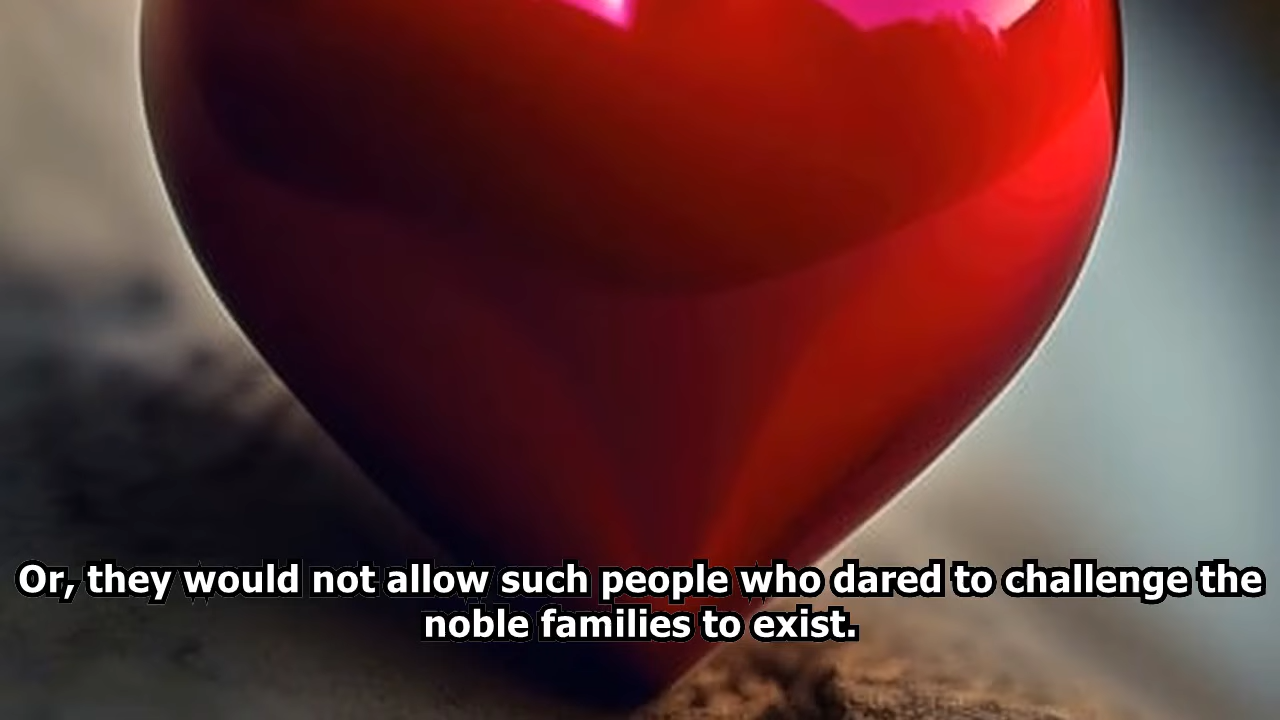 Or, they would not allow such people who dared to challenge the
noble families to exist.